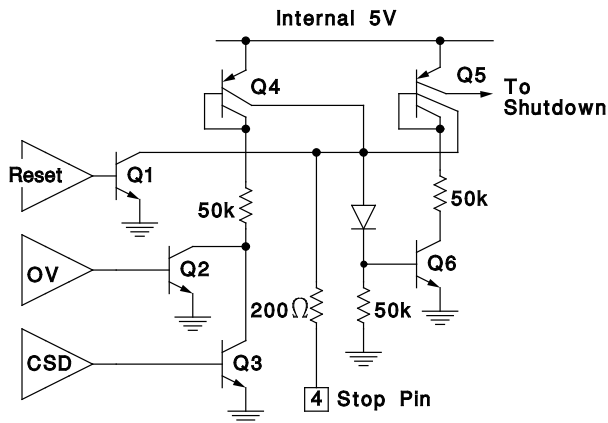 Internal 5V
Q4
Q5
To
Shutdown
Reset
Q1
50k
50k
OV
Q2
Q6
200Ω
50k
CSD
Q3
4
Stop Pin